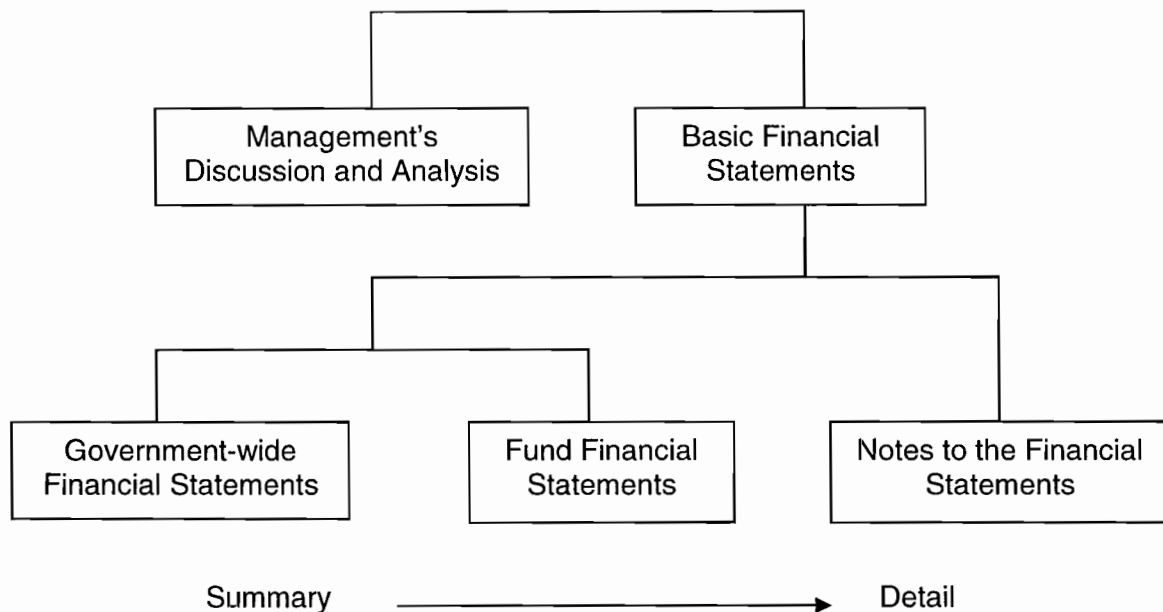 Management's
Discussion and Analysis
Basic Financial
Statements
Government-wide
Financial Statements
Fund Financial
Statements
Notes to the Financial
Statements
Summary
Detail